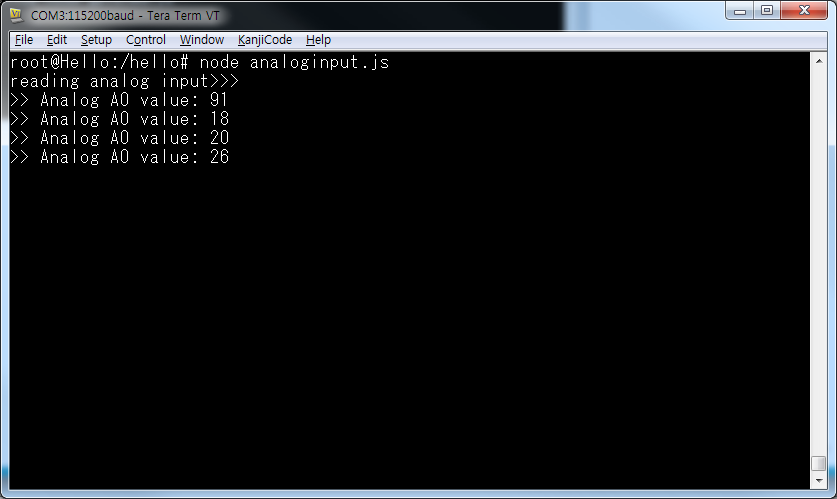 COM3:115200baud - Tera Term VT
File Edit Setup Control Window KanjiCode Help
root@Hello:/hello# node analoginput.js
reading analog input>>>
>> Analog A0 value: 91
>> Analog A0 value: 18
>> Analog A0 value: 20
>> Analog A0 value: 26